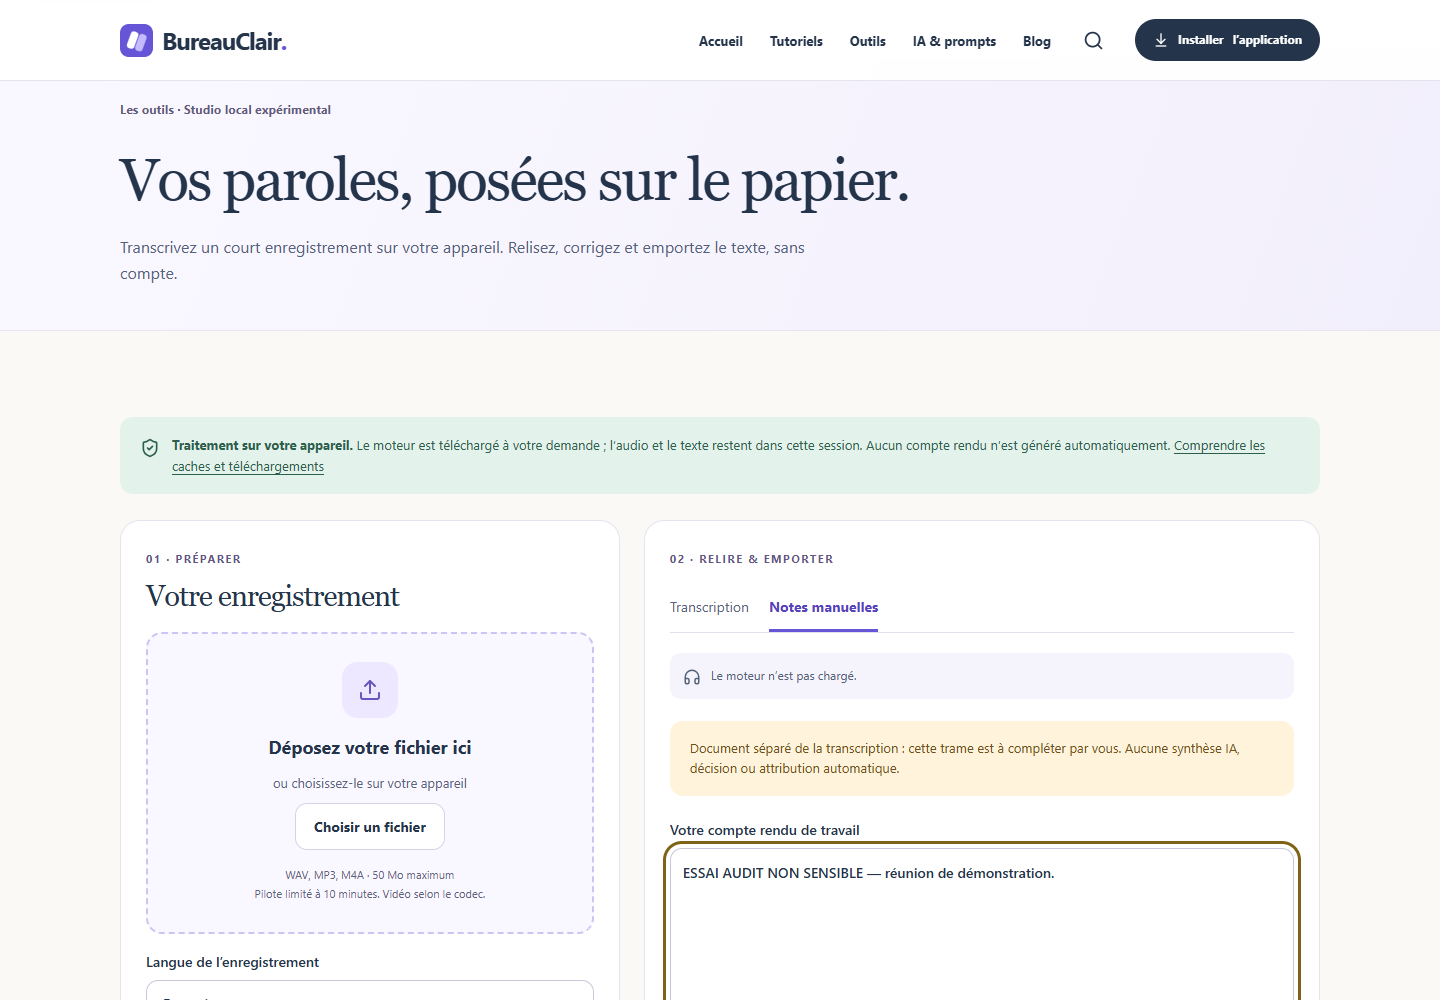 BureauClair.
Accueil
Tutoriels
Outils
IA & prompts
Blog
Installer l’application
Les outils · Studio local expérimental
Vos paroles, posées sur le papier.
Transcrivez un court enregistrement sur votre appareil. Relisez, corrigez et emportez le texte, sans
compte.
Traitement sur votre appareil. Le moteur est téléchargé à votre demande ; l’audio et le texte restent dans cette session. Aucun compte rendu n’est généré automatiquement. Comprendre les
caches et téléchargements
01 · PRÉPARER
Votre enregistrement
Déposez votre fichier ici
ou choisissez-le sur votre appareil
Choisir un fichier
WAV, MP3, M4A · 50 Mo maximum
Pilote limité à 10 minutes. Vidéo selon le codec.
Langue de l’enregistrement
02 · RELIRE & EMPORTER
Transcription
Notes manuelles
Le moteur n’est pas chargé.
Document séparé de la transcription : cette trame est à compléter par vous. Aucune synthèse IA,
décision ou attribution automatique.
Votre compte rendu de travail
ESSAI AUDIT NON SENSIBLE — réunion de démonstration.